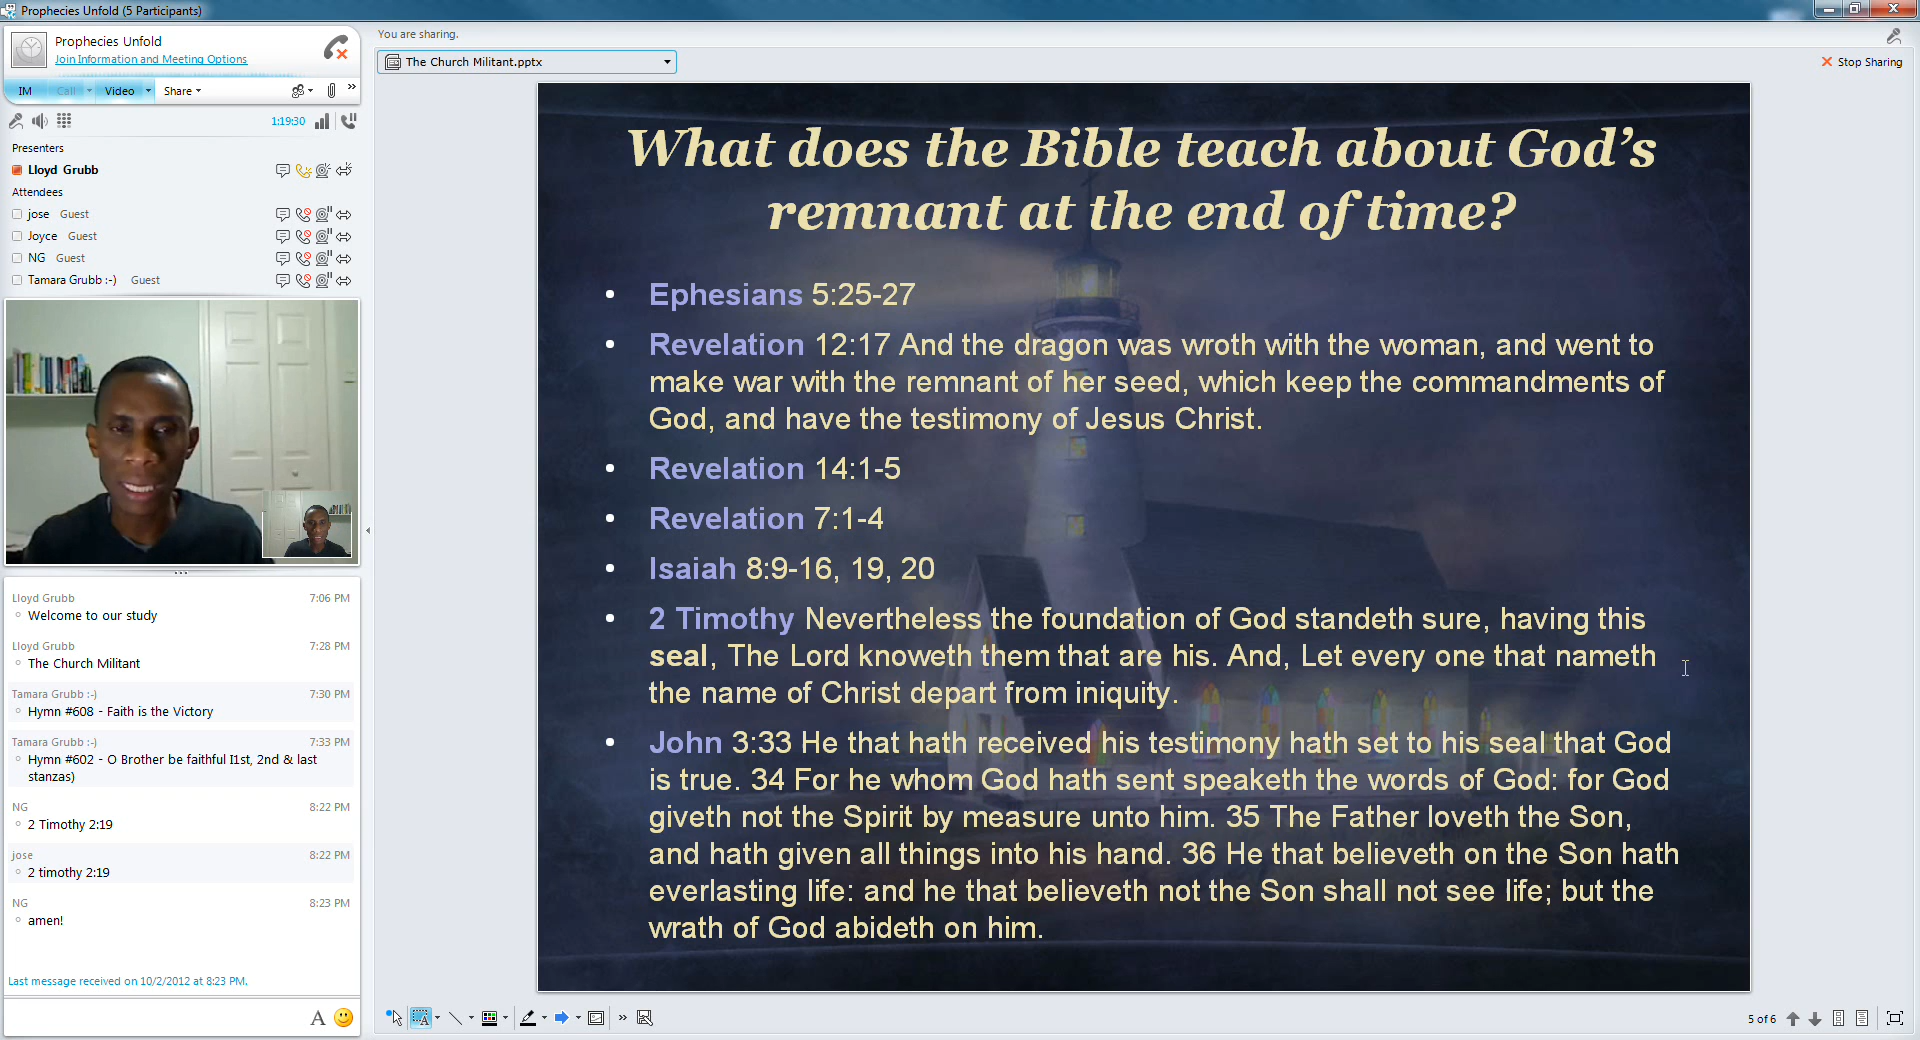 Prophecies Unfold (5 Participants)
Prophecies Unfold
Join Information and Meeting Options
IM
Call
Video
Share
»
1:19:30
Presenters
Lloyd Grubb
Attendees
jose Guest
Joyce Guest
NG Guest
Tamara Grubb :-) Guest
Lloyd Grubb 7:06 PM
Welcome to our study
Lloyd Grubb 7:28 PM
The Church Militant
Tamara Grubb :-) 7:30 PM
Hymn #608 - Faith is the Victory
Tamara Grubb :-) 7:33 PM
Hymn #602 - O Brother be faithful I1st, 2nd & last
stanzas)
NG 8:22 PM
2 Timothy 2:19
jose 8:22 PM
2 timothy 2:19
NG 8:23 PM
amen!
Last message received on 10/2/2012 at 8:23 PM.
A
You are sharing.
The Church Militant.pptx
Stop Sharing
What does the Bible teach about God’s
remnant at the end of time?
• Ephesians 5:25-27
• Revelation 12:17 And the dragon was wroth with the woman, and went to
make war with the remnant of her seed, which keep the commandments of
God, and have the testimony of Jesus Christ.
• Revelation 14:1-5
• Revelation 7:1-4
• Isaiah 8:9-16, 19, 20
• 2 Timothy Nevertheless the foundation of God standeth sure, having this
seal, The Lord knoweth them that are his. And, Let every one that nameth
the name of Christ depart from iniquity.
• John 3:33 He that hath received his testimony hath set to his seal that God
is true. 34 For he whom God hath sent speaketh the words of God: for God
giveth not the Spirit by measure unto him. 35 The Father loveth the Son,
and hath given all things into his hand. 36 He that believeth on the Son hath
everlasting life: and he that believeth not the Son shall not see life; but the
wrath of God abideth on him.
»
5 of 6